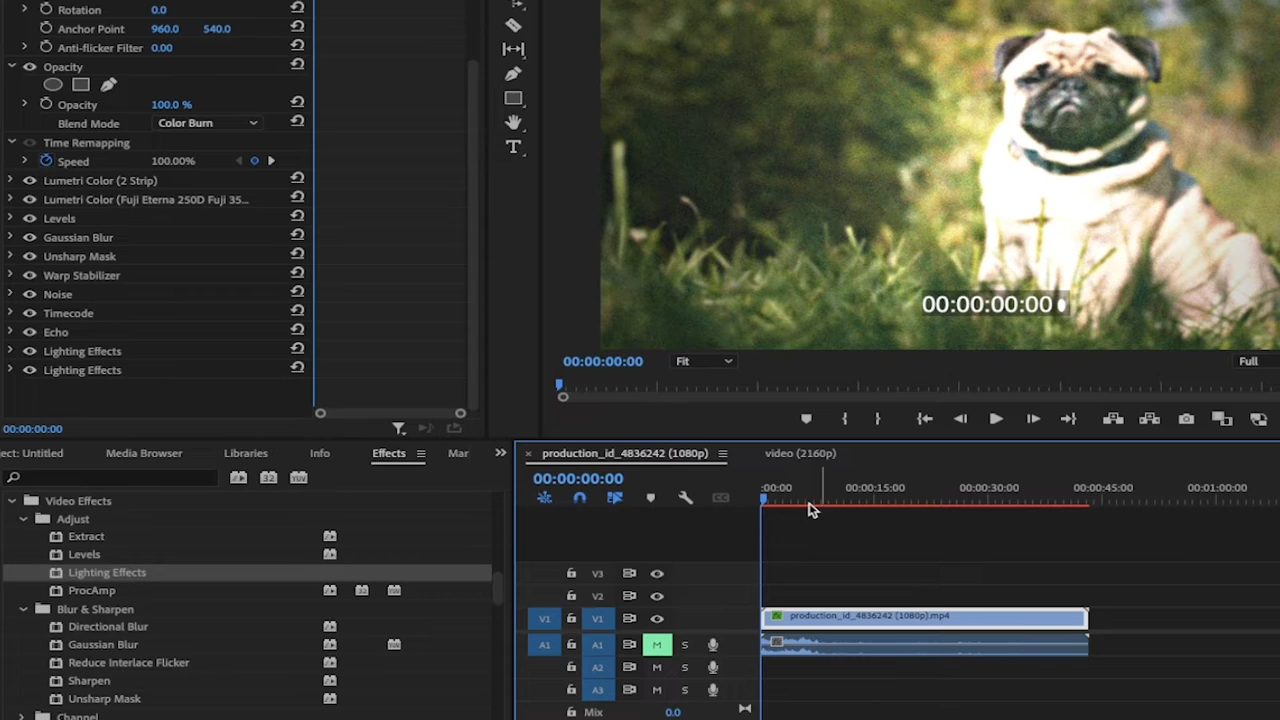 Rotation 0.0
Anchor Point 960.0 540.0
Anti-flicker Filter 0.00
Opacity
Opacity 100.0 %
Blend Mode Color Burn
Time Remapping
Speed 100.00%
Lumetri Color (2 Strip)
Lumetri Color (Fuji Eterna 250D Fuji 35...
Levels
Gaussian Blur
Unsharp Mask
Warp Stabilizer
Noise
Timecode
Echo
Lighting Effects
Lighting Effects
00:00:00:00
T
00:00:00:00
00:00:00:00 Fit Full
ect: Untitled Media Browser Libraries Info Effects Mar
32 YUV
Video Effects
Adjust
Extract
Levels
Lighting Effects
ProcAmp 32 YUV
Blur & Sharpen
Directional Blur
Gaussian Blur YUV
Reduce Interlace Flicker
Sharpen
Unsharp Mask
Channel
production_id_4836242 (1080p) video (2160p)
00:00:00:00
:00:00 00:00:15:00 00:00:30:00 00:00:45:00 00:01:00:00
CC
V3
V2
V1 V1 production_id_4836242 (1080p).mp4
A1 A1 M S
A2 M S
A3 M S
Mix 0.0